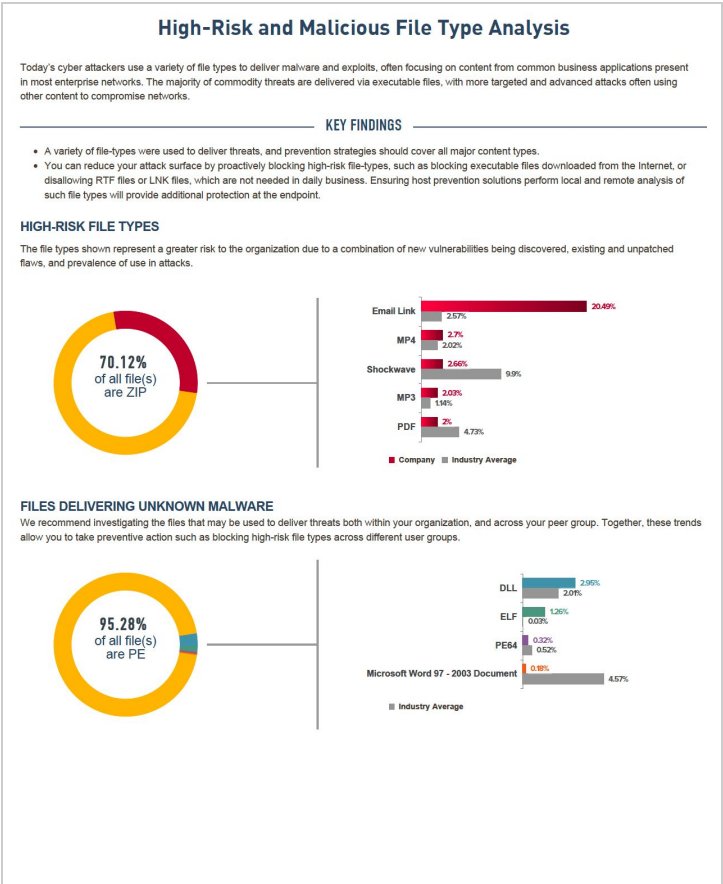 High-Risk and Malicious File Type Analysis
Today's cyber attackers use a variety of file types to deliver malware and exploits, often focusing on content from common business applications present
in most enterprise networks. The majority of commodity threats are delivered via executable files, with more targeted and advanced attacks often using
other content to compromise networks.
KEY FINDINGS
• A variety of file-types were used to deliver threats, and prevention strategies should cover all major content types.
• You can reduce your attack surface by proactively blocking high-risk file-types, such as blocking executable files downloaded from the Internet, or
disallowing RTF files or LNK files, which are not needed in daily business. Ensuring host prevention solutions perform local and remote analysis of
such file types will provide additional protection at the endpoint.
HIGH-RISK FILE TYPES
The file types shown represent a greater risk to the organization due to a combination of new vulnerabilities being discovered, existing and unpatched
flaws, and prevalence of use in attacks.
70.12%
of all file(s)
are ZIP
Email Link
20.49%
2.57%
MP4
2.7%
2.02%
Shockwave
2.66%
9.9%
MP3
2.03%
1.14%
PDF
2%
4.73%
Company Industry Average
FILES DELIVERING UNKNOWN MALWARE
We recommend investigating the files that may be used to deliver threats both within your organization, and across your peer group. Together, these trends
allow you to take preventive action such as blocking high-risk file types across different user groups.
95.28%
of all file(s)
are PE
DLL
2.95%
2.01%
ELF
1.26%
0.03%
PE64
0.32%
0.52%
Microsoft Word 97 - 2003 Document
0.18%
4.57%
Industry Average